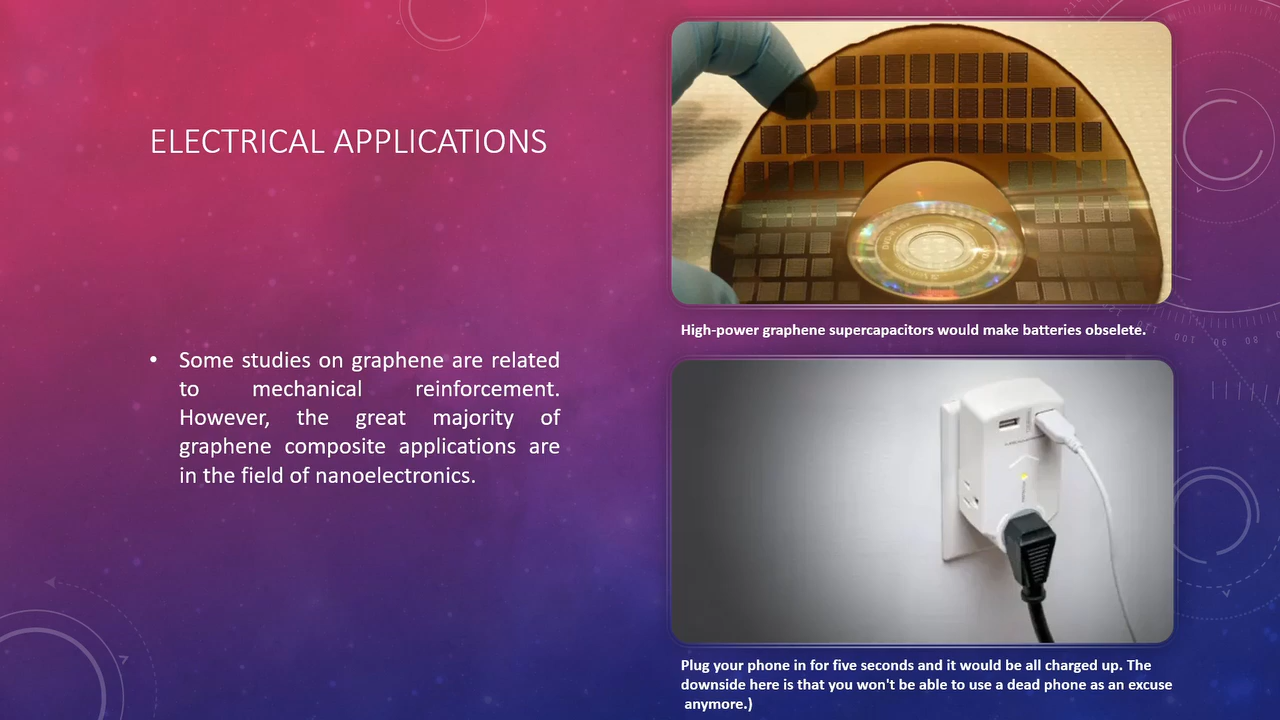 ELECTRICAL APPLICATIONS
• Some studies on graphene are related
to mechanical reinforcement.
However, the great majority of
graphene composite applications are
in the field of nanoelectronics.
High-power graphene supercapacitors would make batteries obselete.
Plug your phone in for five seconds and it would be all charged up. The
downside here is that you won't be able to use a dead phone as an excuse
anymore.)